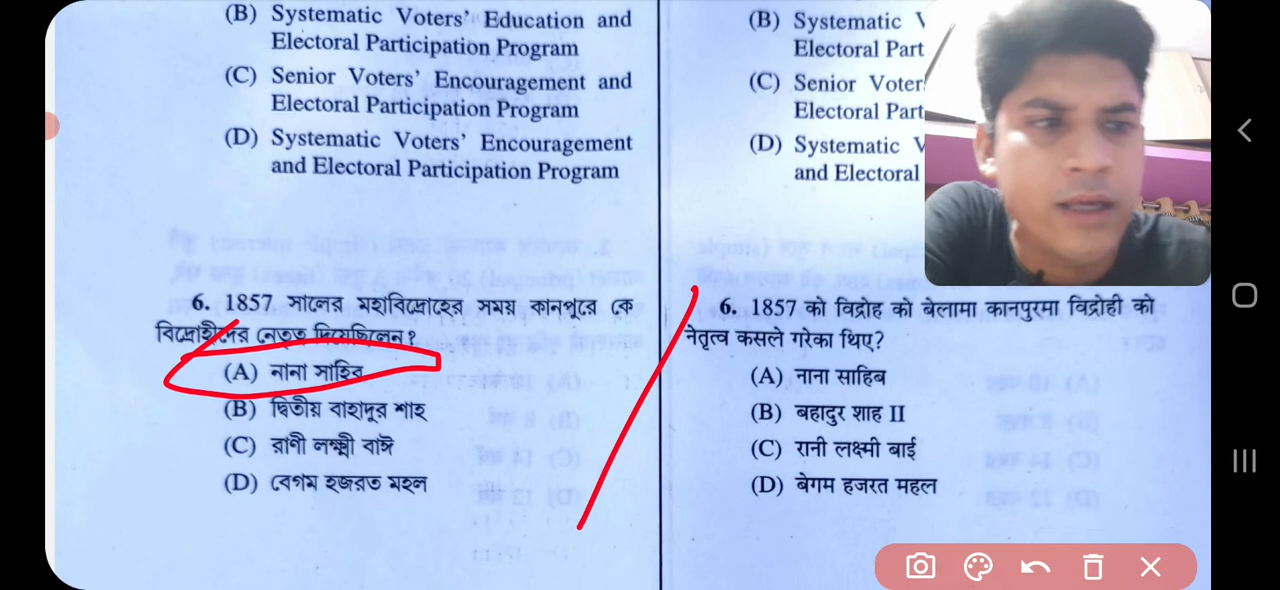 (B) Systematic Voters' Education and
Electoral Participation Program
(C) Senior Voters' Encouragement and
Electoral Participation Program
(D) Systematic Voters' Encouragement
and Electoral Participation Program
6. 1857 সালের মহাবিদ্রোহের সময় কানপুরে কে
বিদ্রোহীদের নেতৃত্ব দিয়েছিলেন?
(A) নানা সাহিব
(B) দ্বিতীয় বাহাদূর শাহ
(C) রাণী লক্ষ্মী বাঈ
(D) বেগম হজরত মহল
(B) Systematic
Electoral Part
(C) Senior Voter
Electoral Part
(D) Systematic
and Electoral
6. 1857 को विद्रोह को बेलामा कानपुरमा विद्रोही को
नेतृत्व कसले गरेका थिए?
(A) नाना साहिब
(B) बहादुर शाह II
(C) रानी लक्ष्मी बाई
(D) बेगम हजरत महल